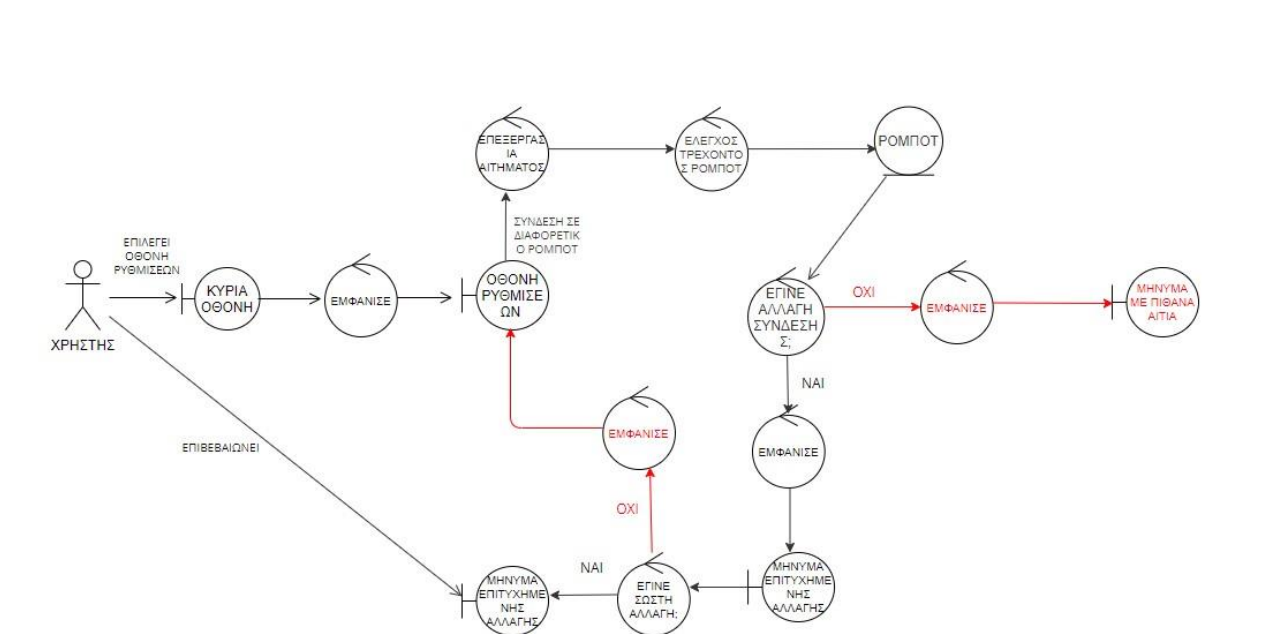 ΕΠΕΞΕΡΓΑΣ
ΙΑ
ΑΙΤΗΜΑΤΟΣ
ΕΛΕΓΧΟΣ
ΤΡΕΧΟΝΤΟ
Σ ΡΟΜΠΟΤ
ΡΟΜΠΟΤ
ΣΥΝΔΕΣΗ ΣΕ
ΔΙΑΦΟΡΕΤΙΚ
Ο ΡΟΜΠΟΤ
ΕΠΙΛΕΓΕΙ
ΟΘΟΝΗ
ΡΥΘΜΙΣΕΩΝ
ΧΡΗΣΤΗΣ
ΚΥΡΙΑ
ΟΘΟΝΗ
ΕΜΦΑΝΙΣΕ
ΟΘΟΝΗ
ΡΥΘΜΙΣΕ
ΩΝ
ΕΓΙΝΕ
ΑΛΛΑΓΗ
ΣΥΝΔΕΣΗ
Σ;
ΟΧΙ
ΕΜΦΑΝΙΣΕ
ΜΗΝΥΜΑ
ΜΕ ΠΙΘΑΝΑ
ΑΙΤΙΑ
ΝΑΙ
ΕΜΦΑΝΙΣΕ
ΕΜΦΑΝΙΣΕ
ΕΠΙΒΕΒΑΙΩΝΕΙ
ΟΧΙ
ΝΑΙ
ΜΗΝΥΜΑ
ΕΠΙΤΥΧΗΜΕ
ΝΗΣ
ΑΛΛΑΓΗΣ
ΕΓΙΝΕ
ΣΩΣΤΗ
ΑΛΛΑΓΗ;
ΜΗΝΥΜΑ
ΕΠΙΤΥΧΗΜΕ
ΝΗΣ
ΑΛΛΑΓΗΣ